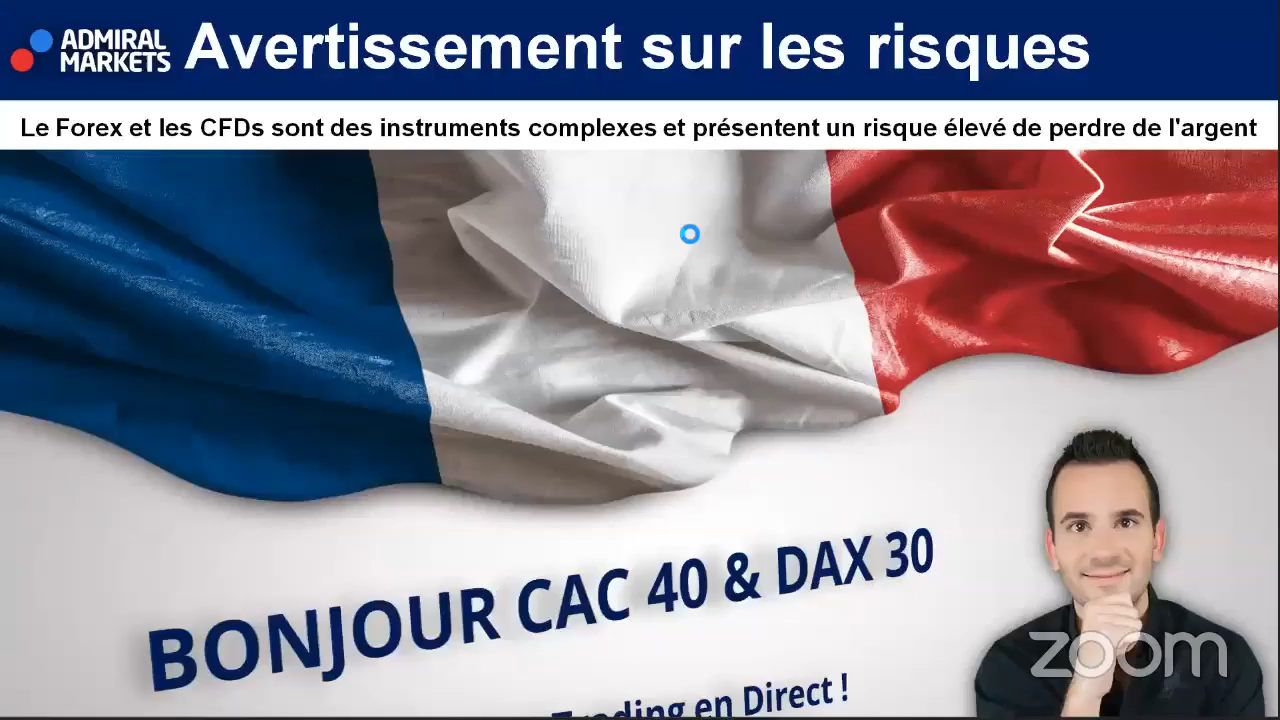 ADMIRAL
MARKETS
Avertissement sur les risques
Le Forex et les CFDs sont des instruments complexes et présentent un risque élevé de perdre de l'argent
BONJOUR CAC 40 & DAX 30
Trading en Direct !
zoom